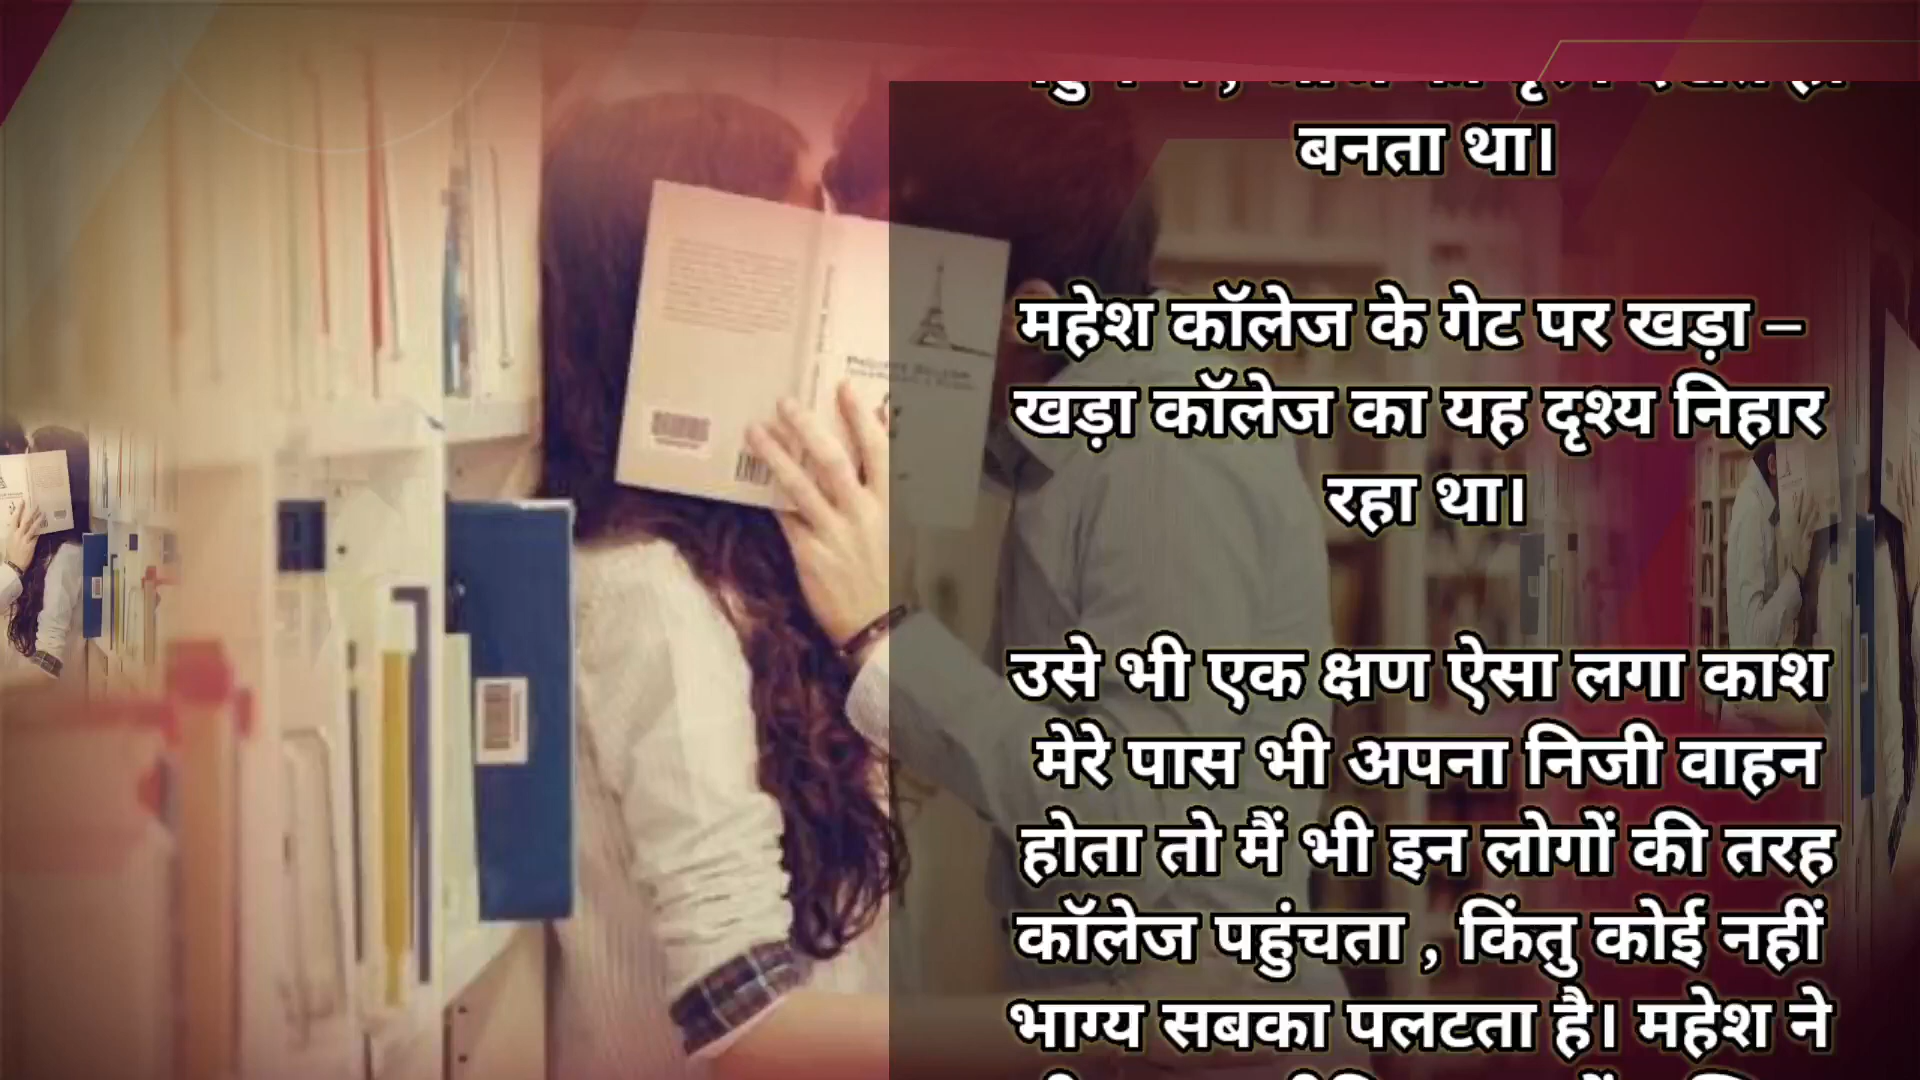 बनता था।
महेश कॉलेज के गेट पर खड़ा –
खड़ा कॉलेज का यह दृश्य निहार
रहा था।
उसे भी एक क्षण ऐसा लगा काश
मेरे पास भी अपना निजी वाहन
होता तो मैं भी इन लोगों की तरह
कॉलेज पहुंचता , किंतु कोई नहीं
भाग्य सबका पलटता है। महेश ने